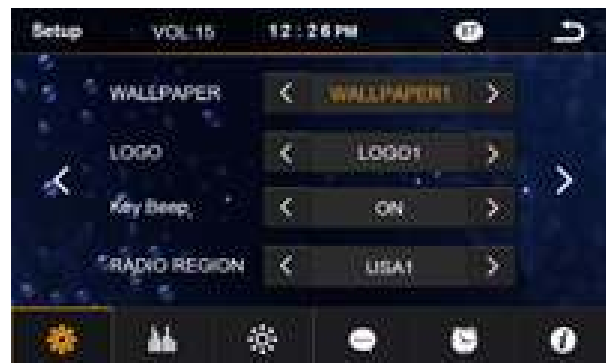 Setup VOL 15 12 : 26 PM
WALLPAPER WALLPAPER1
LOGO LOGO1
Key Beep ON
RADIO REGION USA1